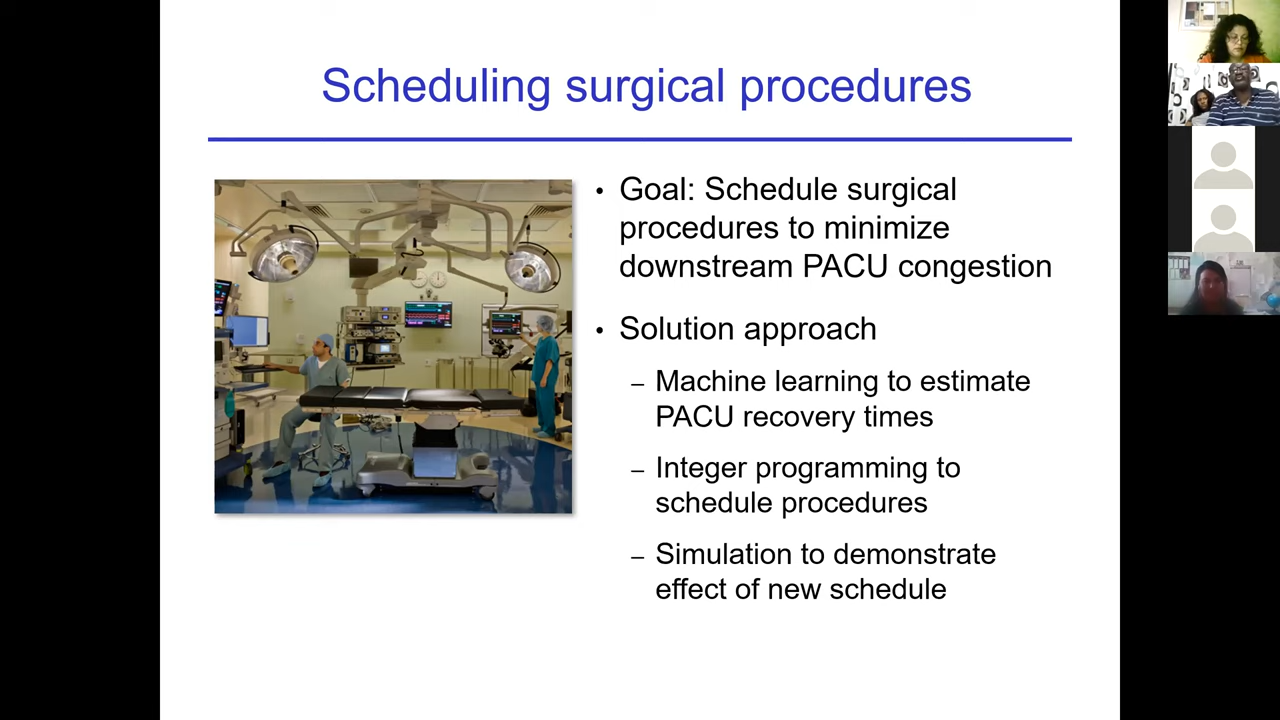 Scheduling surgical procedures
• Goal: Schedule surgical
procedures to minimize
downstream PACU congestion
• Solution approach
– Machine learning to estimate
PACU recovery times
– Integer programming to
schedule procedures
– Simulation to demonstrate
effect of new schedule